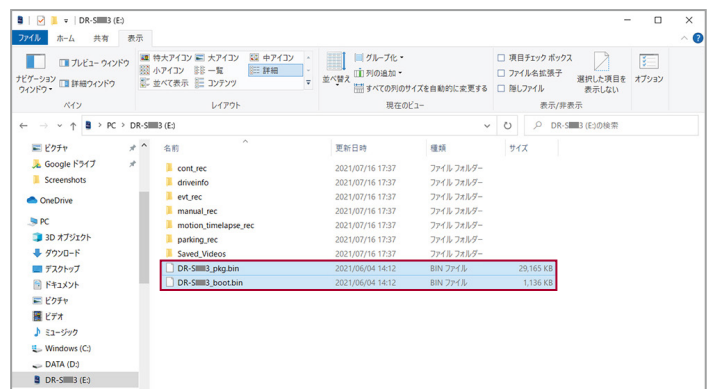 DR-S 3 (E:)
ファイル ホーム 共有 表示
ナビゲーション ウィンドウ
プレビュー ウィンドウ
詳細ウィンドウ
ペイン
特大アイコン 大アイコン 中アイコン
小アイコン 一覧 詳細
並べて表示 コンテンツ
レイアウト
並べ替え
グループ化
列の追加
すべての列のサイズを自動的に変更する
現在のビュー
項目チェック ボックス
ファイル名拡張子
隠しファイル
選択した項目を
表示しない
表示/非表示
オプション
PC > DR-S 3 (E:)
DR-S 3 (E:)の検索
名前 更新日時 種類 サイズ
ピクチャ
Google ドライブ
Screenshots
OneDrive
PC
3D オブジェクト
ダウンロード
デスクトップ
ドキュメント
ピクチャ
ビデオ
ミュージック
Windows (C:)
DATA (D:)
DR-S 3 (E:)
cont_rec 2021/07/16 17:37 ファイル フォルダー
driveinfo 2021/07/16 17:37 ファイル フォルダー
evt_rec 2021/07/16 17:37 ファイル フォルダー
manual_rec 2021/07/16 17:37 ファイル フォルダー
motion_timelapse_rec 2021/07/16 17:37 ファイル フォルダー
parking_rec 2021/07/16 17:37 ファイル フォルダー
Saved_Videos 2021/07/16 17:37 ファイル フォルダー
DR-S 3_pkg.bin 2021/06/04 14:12 BIN ファイル 29,165 KB
DR-S 3_boot.bin 2021/06/04 14:12 BIN ファイル 1,136 KB